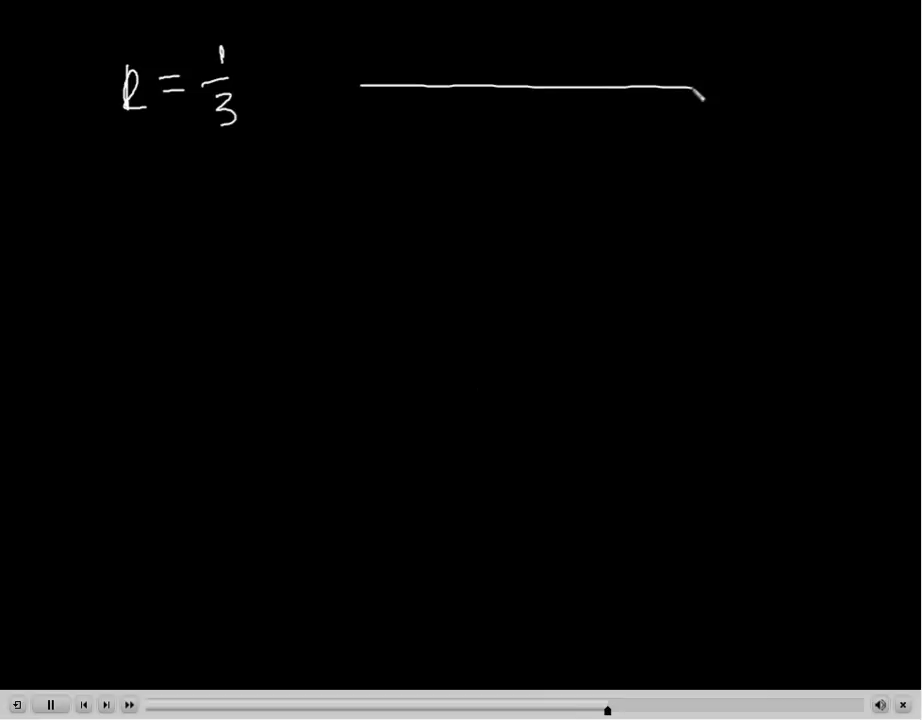 R = 1/3